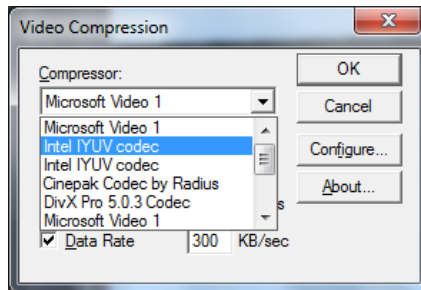 Video Compression
Compressor:
Microsoft Video 1
Microsoft Video 1
Intel IYUV codec
Intel IYUV codec
Cinepak Codec by Radius
DivX Pro 5.0.3 Codec
Microsoft Video 1
s
Data Rate 300 KB/sec
OK
Cancel
Configure...
About...